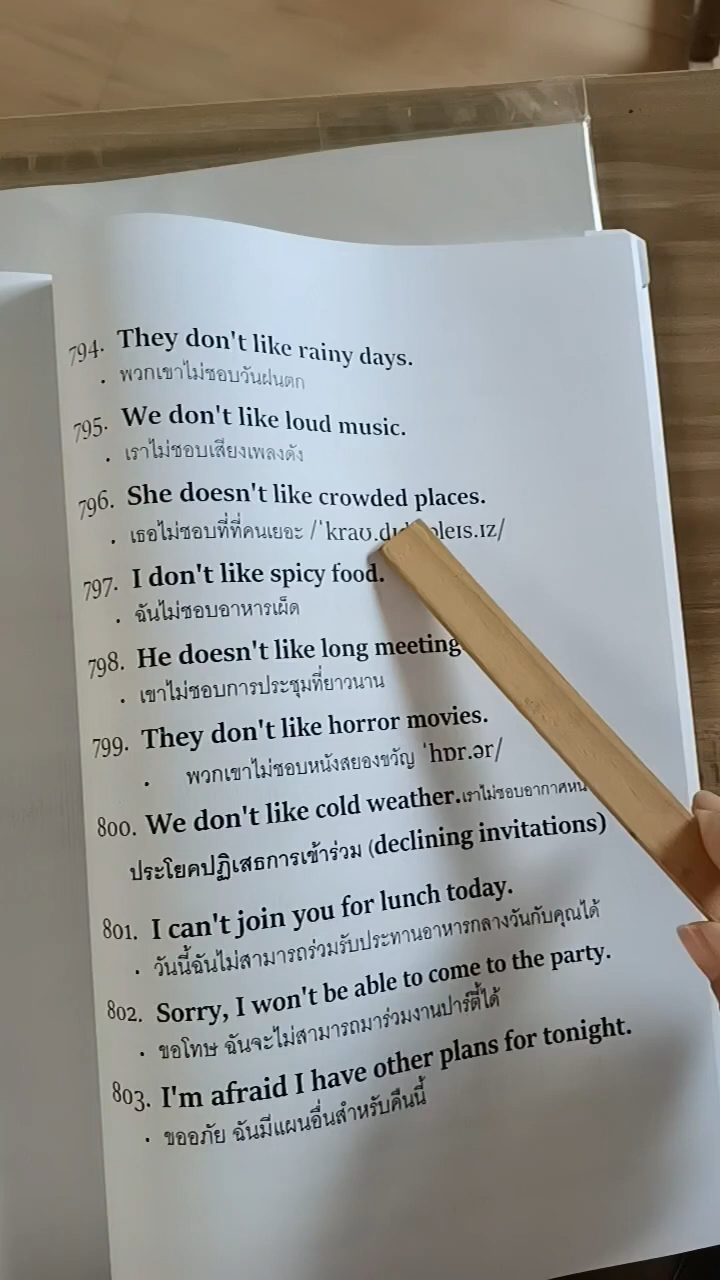 794. They don't like rainy days.
• พวกเขาไม่ชอบวันฝนตก
795. We don't like loud music.
• เราไม่ชอบเสียงเพลงดัง
796. She doesn't like crowded places.
• เธอไม่ชอบที่ที่คนเยอะ /ˈkraʊ.dɪd pleɪs.ɪz/
797. I don't like spicy food.
• ฉันไม่ชอบอาหารเผ็ด
798. He doesn't like long meeting
• เขาไม่ชอบการประชุมที่ยาวนาน
799. They don't like horror movies.
• พวกเขาไม่ชอบหนังสยองขวัญ ˈhɒr.ər/
800. We don't like cold weather.เราไม่ชอบอากาศหน
ประโยคปฏิเสธการเข้าร่วม (declining invitations)
801. I can't join you for lunch today.
• วันนี้ฉันไม่สามารถร่วมรับประทานอาหารกลางวันกับคุณได้
802. Sorry, I won't be able to come to the party.
• ขอโทษ ฉันจะไม่สามารถมาร่วมงานปาร์ตี้ได้
803. I'm afraid I have other plans for tonight.
• ขออภัย ฉันมีแผนอื่นสำหรับคืนนี้